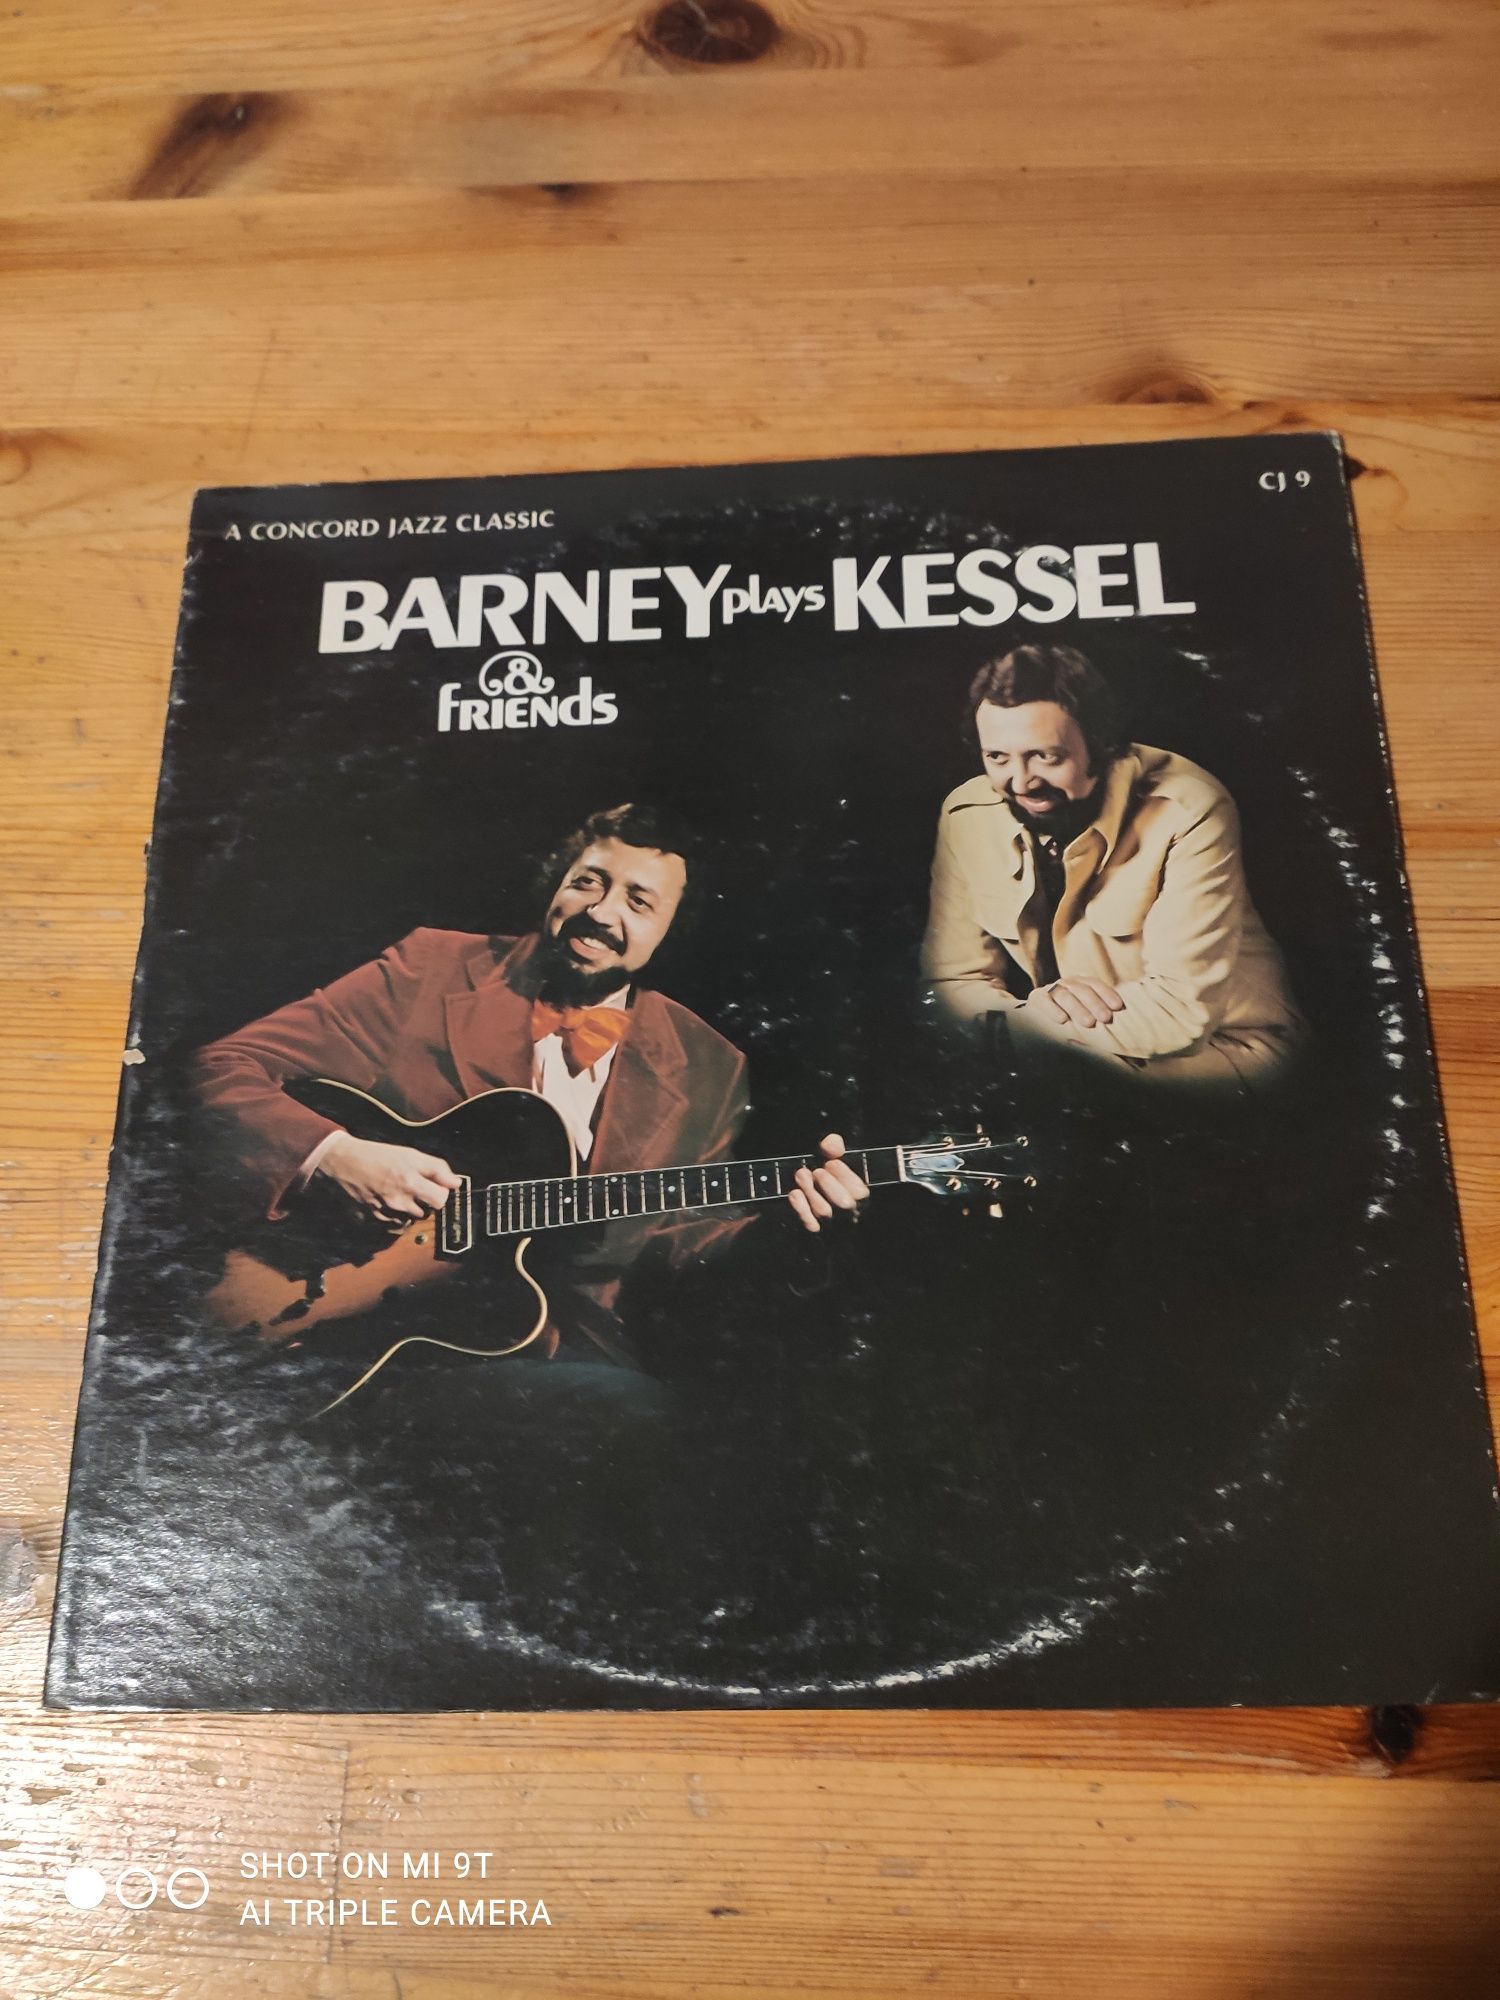 A CONCORD JAZZ CLASSIC
CJ 9
BARNEY plays KESSEL
& friends
SHOT ON MI 9T
AI TRIPLE CAMERA